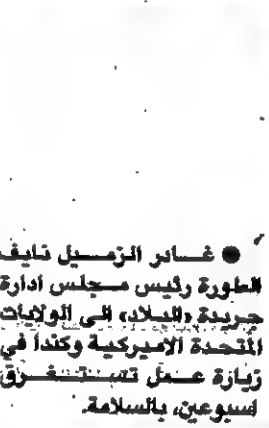 ● غادر الزميل نايف
الطورة رئيس مجلس ادارة
جريدة «البلاد» الى الولايات
المتحدة الاميركية وكندا في
زيارة عمل تستغرق
اسبوعين، بالسلامة.